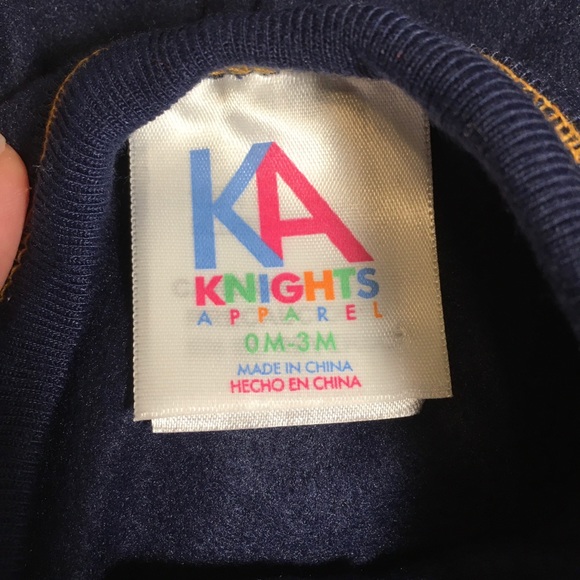 KA
KNIGHTS
APPAREL
0M-3M
MADE IN CHINA
HECHO EN CHINA